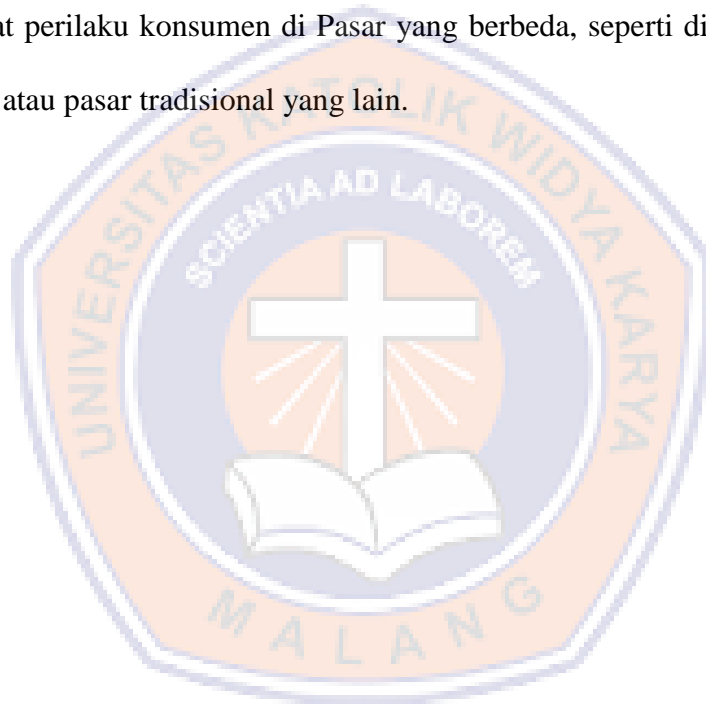 at perilaku konsumen di Pasar yang berbeda, seperti di
atau pasar tradisional yang lain.
UNIVERSITAS KATOLIK WIDYA KARYA
SCIENTIA AD LABOREM
MALANG